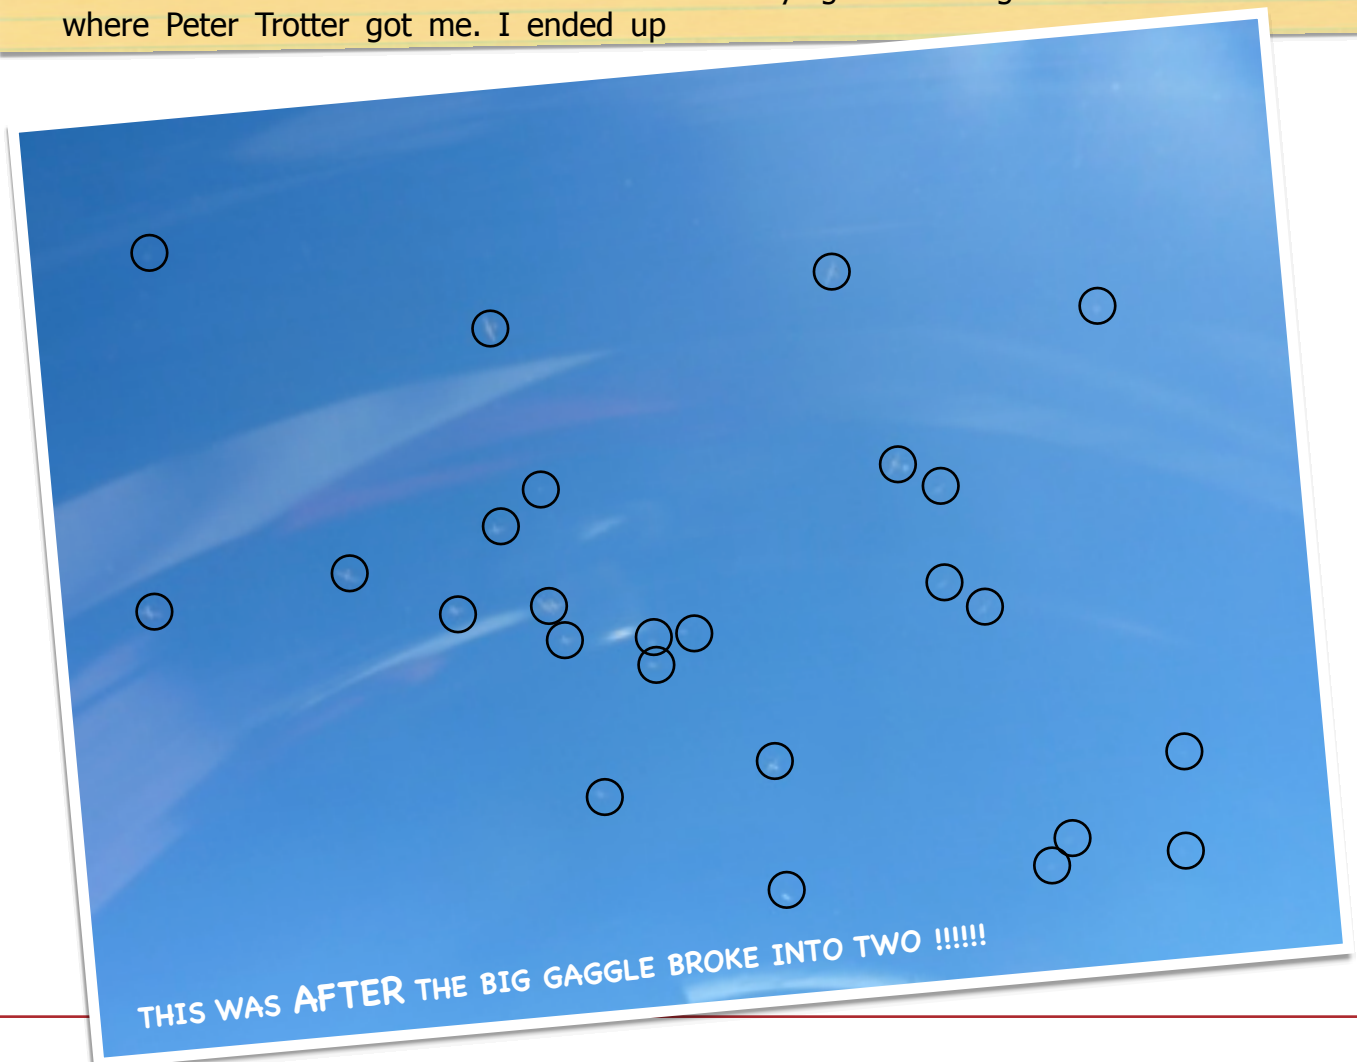 where Peter Trotter got me. I ended up
THIS WAS AFTER THE BIG GAGGLE BROKE INTO TWO !!!!!!